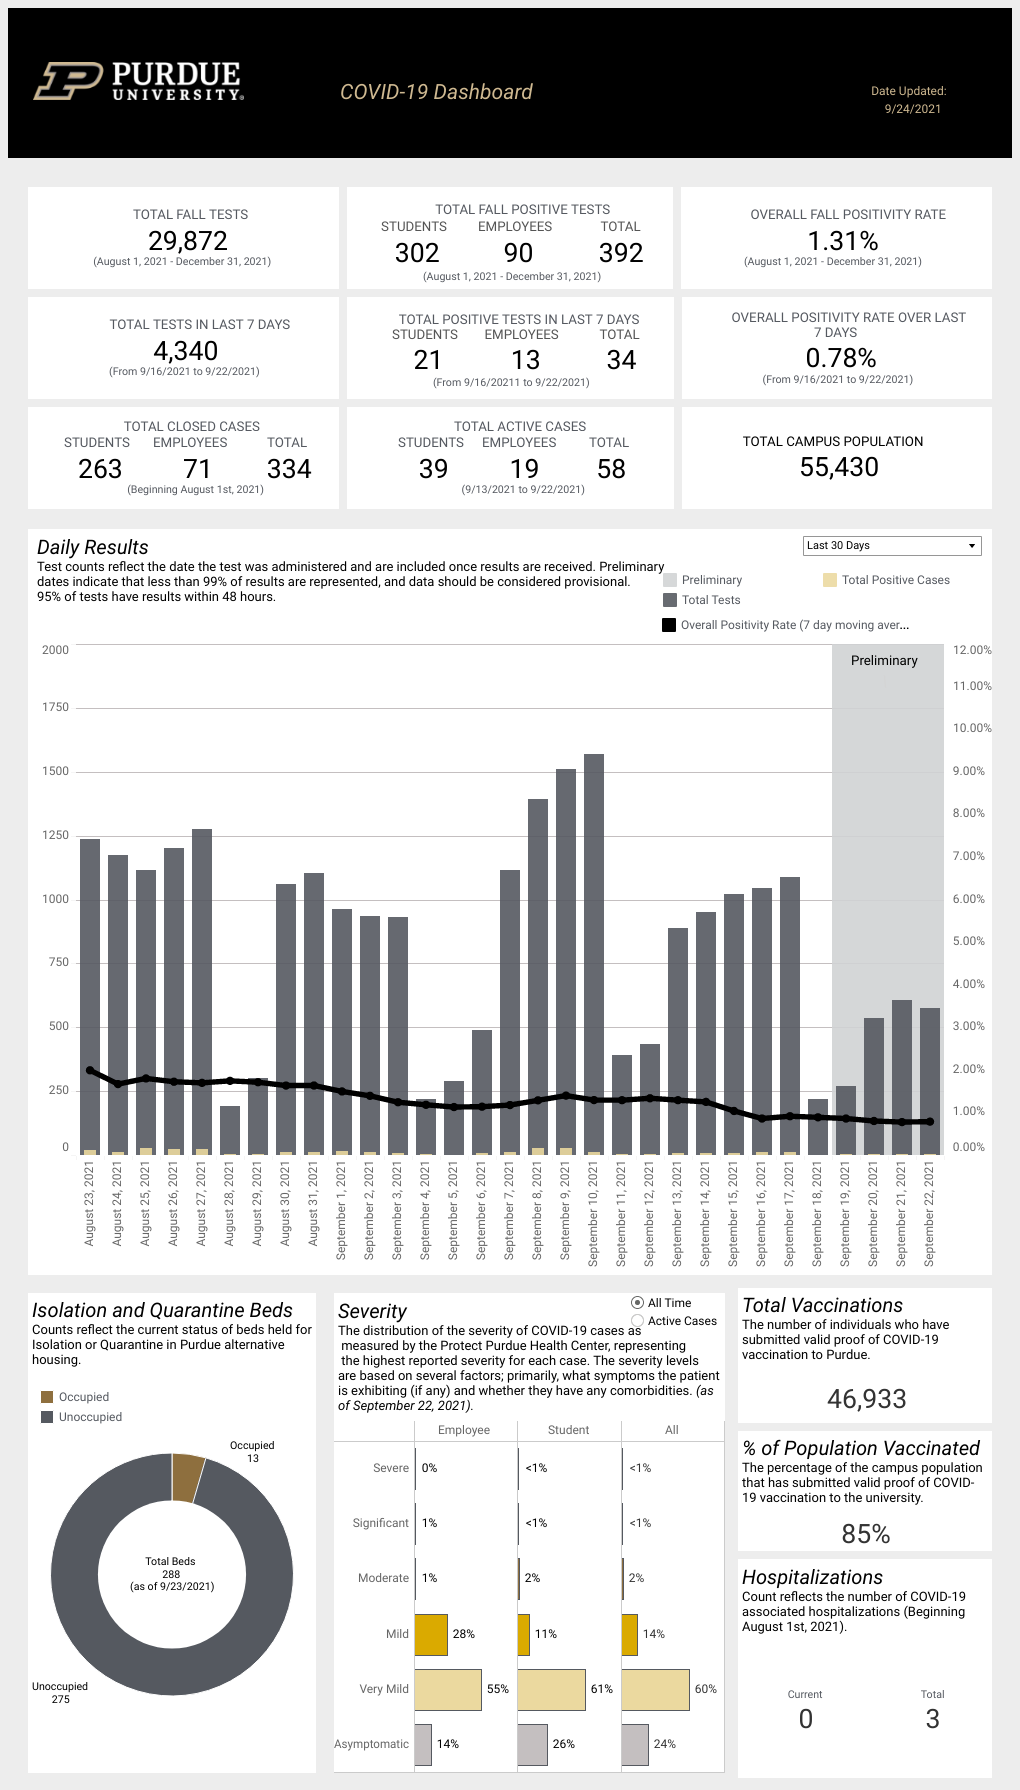 PURDUE
UNIVERSITY®
COVID-19 Dashboard
Date Updated:
9/24/2021
TOTAL FALL TESTS
29,872
(August 1, 2021 - December 31, 2021)
TOTAL FALL POSITIVE TESTS
STUDENTS EMPLOYEES TOTAL
302 90 392
(August 1, 2021 - December 31, 2021)
OVERALL FALL POSITIVITY RATE
1.31%
(August 1, 2021 - December 31, 2021)
TOTAL TESTS IN LAST 7 DAYS
4,340
(From 9/16/2021 to 9/22/2021)
TOTAL POSITIVE TESTS IN LAST 7 DAYS
STUDENTS EMPLOYEES TOTAL
21 13 34
(From 9/16/20211 to 9/22/2021)
OVERALL POSITIVITY RATE OVER LAST
7 DAYS
0.78%
(From 9/16/2021 to 9/22/2021)
TOTAL CLOSED CASES
STUDENTS EMPLOYEES TOTAL
263 71 334
(Beginning August 1st, 2021)
TOTAL ACTIVE CASES
STUDENTS EMPLOYEES TOTAL
39 19 58
(9/13/2021 to 9/22/2021)
TOTAL CAMPUS POPULATION
55,430
Daily Results
Test counts reflect the date the test was administered and are included once results are received. Preliminary
dates indicate that less than 99% of results are represented, and data should be considered provisional.
95% of tests have results within 48 hours.
Last 30 Days
Preliminary
Total Positive Cases
Total Tests
Overall Positivity Rate (7 day moving aver...
2000
1750
1500
1250
1000
750
500
250
0
Preliminary
12.00%
11.00%
10.00%
9.00%
8.00%
7.00%
6.00%
5.00%
4.00%
3.00%
2.00%
1.00%
0.00%
August 23, 2021
August 24, 2021
August 25, 2021
August 26, 2021
August 27, 2021
August 28, 2021
August 29, 2021
August 30, 2021
August 31, 2021
September 1, 2021
September 2, 2021
September 3, 2021
September 4, 2021
September 5, 2021
September 6, 2021
September 7, 2021
September 8, 2021
September 9, 2021
September 10, 2021
September 11, 2021
September 12, 2021
September 13, 2021
September 14, 2021
September 15, 2021
September 16, 2021
September 17, 2021
September 18, 2021
September 19, 2021
September 20, 2021
September 21, 2021
September 22, 2021
Isolation and Quarantine Beds
Counts reflect the current status of beds held for
Isolation or Quarantine in Purdue alternative
housing.
Occupied
Unoccupied
Occupied
13
Total Beds
288
(as of 9/23/2021)
Unoccupied
275
Severity
All Time
Active Cases
The distribution of the severity of COVID-19 cases as
measured by the Protect Purdue Health Center, representing
the highest reported severity for each case. The severity levels
are based on several factors; primarily, what symptoms the patient
is exhibiting (if any) and whether they have any comorbidities. (as
of September 22, 2021).
Employee Student All
Severe 0% <1% <1%
Significant 1% <1% <1%
Moderate 1% 2% 2%
Mild 28% 11% 14%
Very Mild 55% 61% 60%
Asymptomatic 14% 26% 24%
Total Vaccinations
The number of individuals who have
submitted valid proof of COVID-19
vaccination to Purdue.
46,933
% of Population Vaccinated
The percentage of the campus population
that has submitted valid proof of COVID-
19 vaccination to the university.
85%
Hospitalizations
Count reflects the number of COVID-19
associated hospitalizations (Beginning
August 1st, 2021).
Current Total
0 3